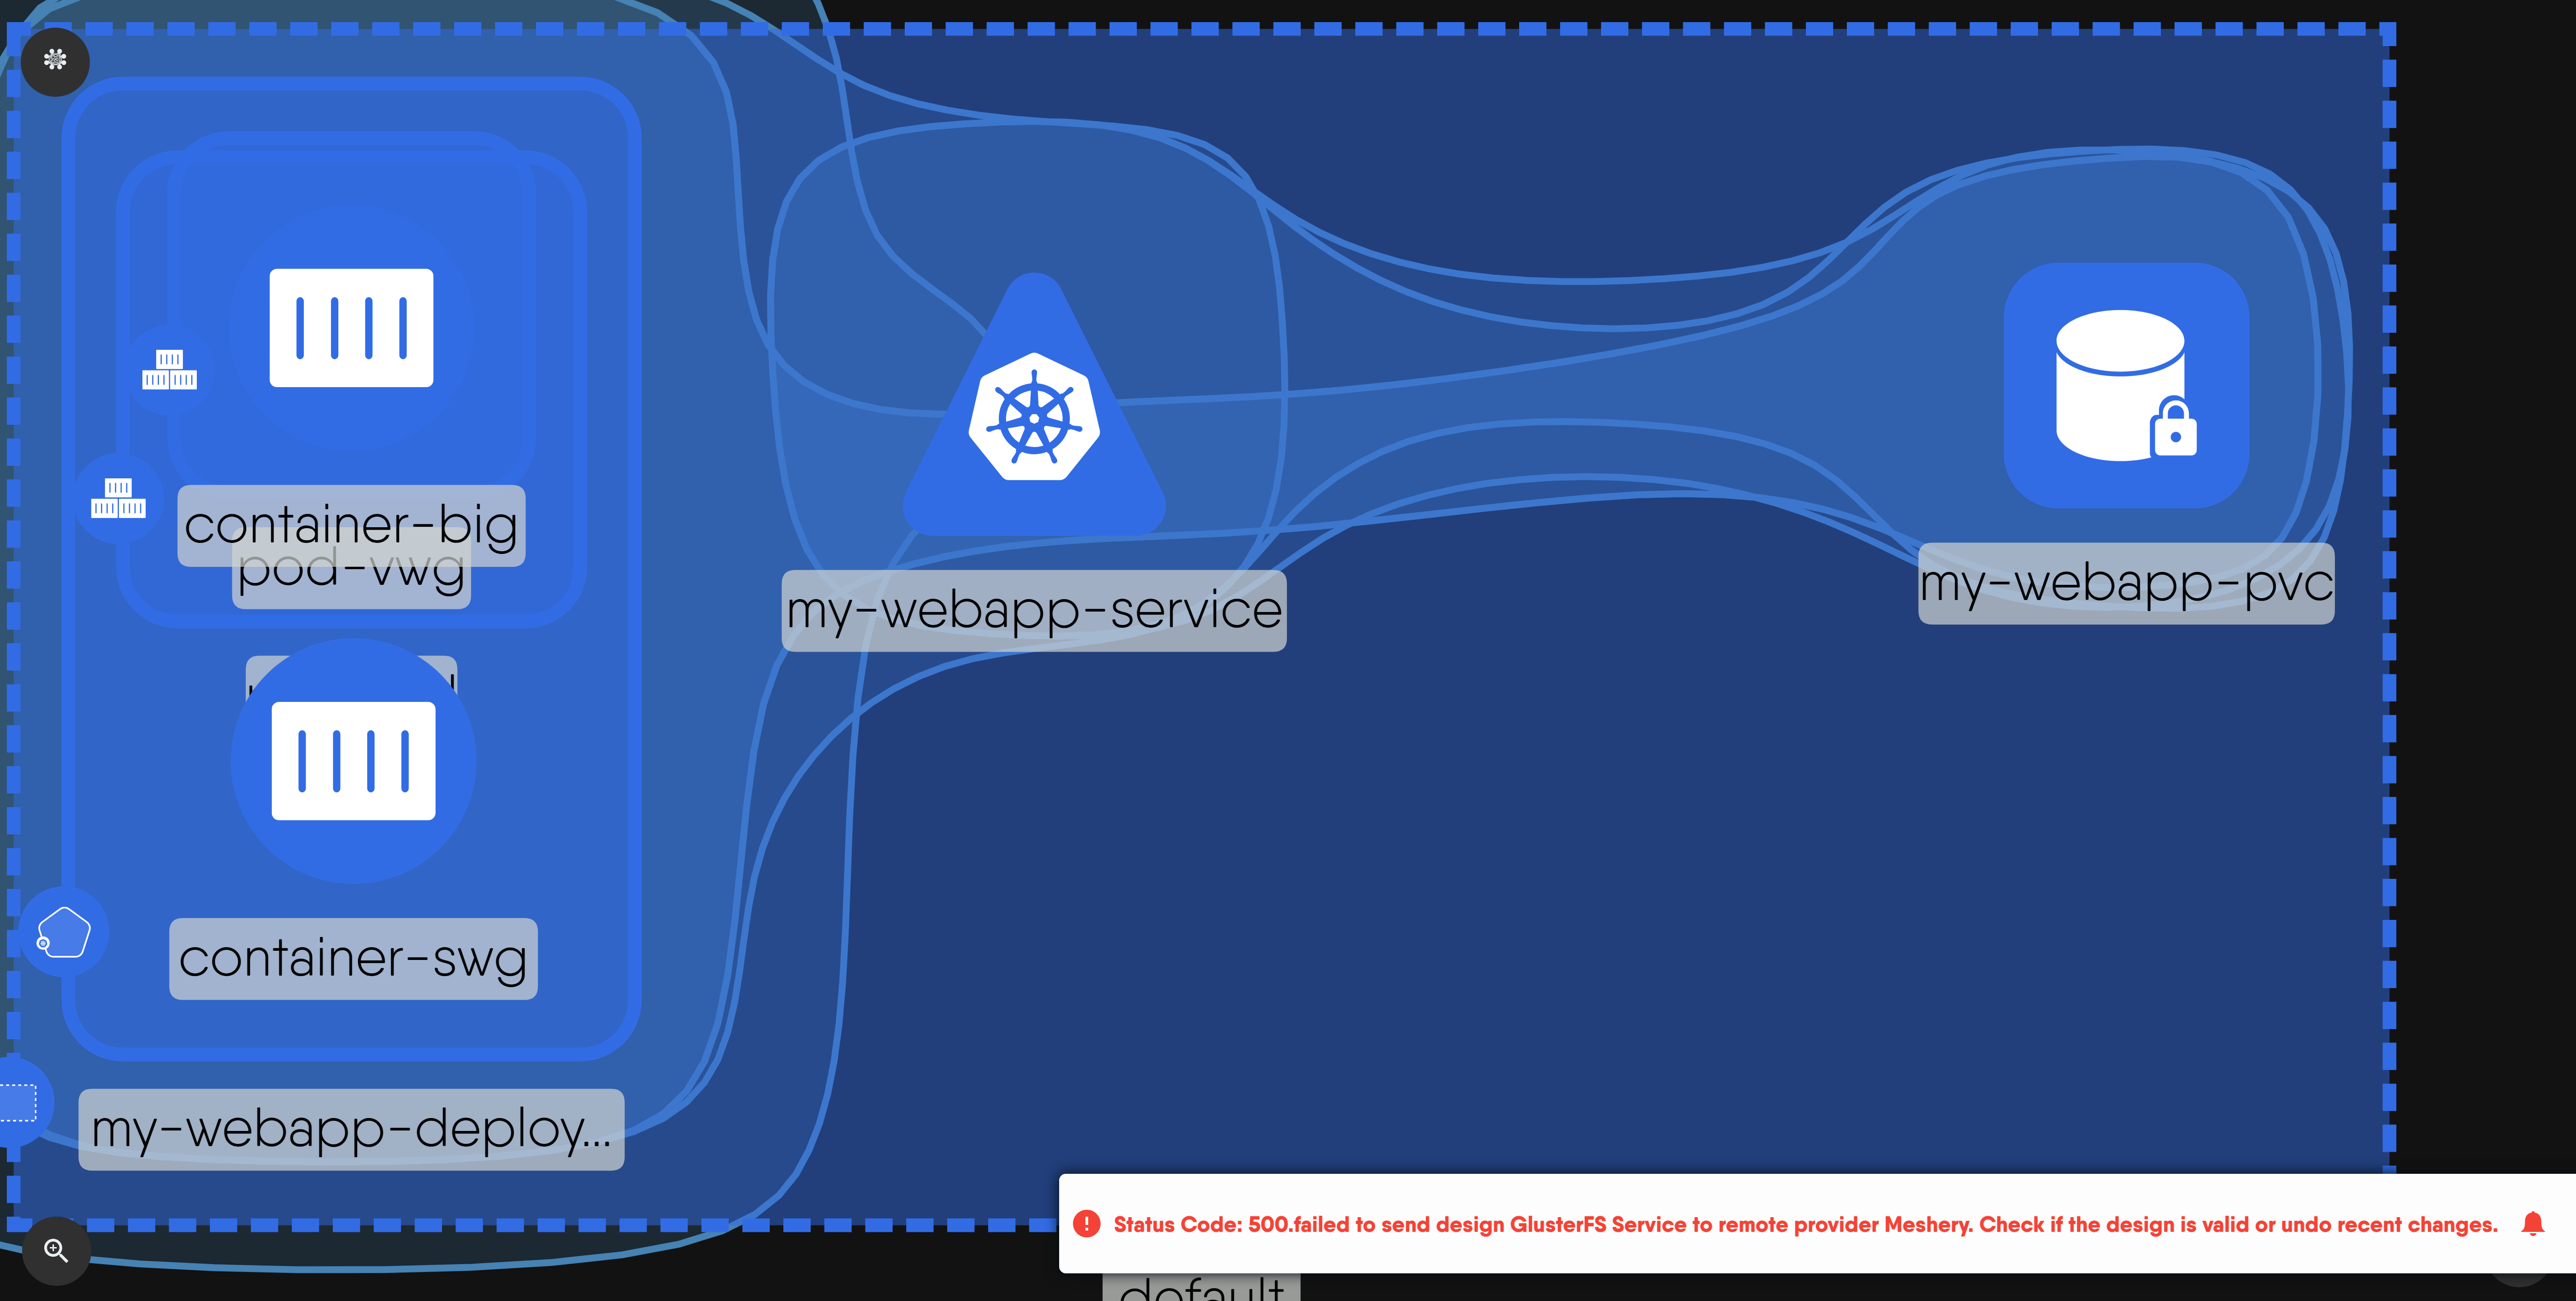 container-big
pod-vwg
my-webapp-service
my-webapp-pvc
container-swg
my-webapp-deploy...
Status Code: 500.failed to send design GlusterFS Service to remote provider Meshery. Check if the design is valid or undo recent changes.
default